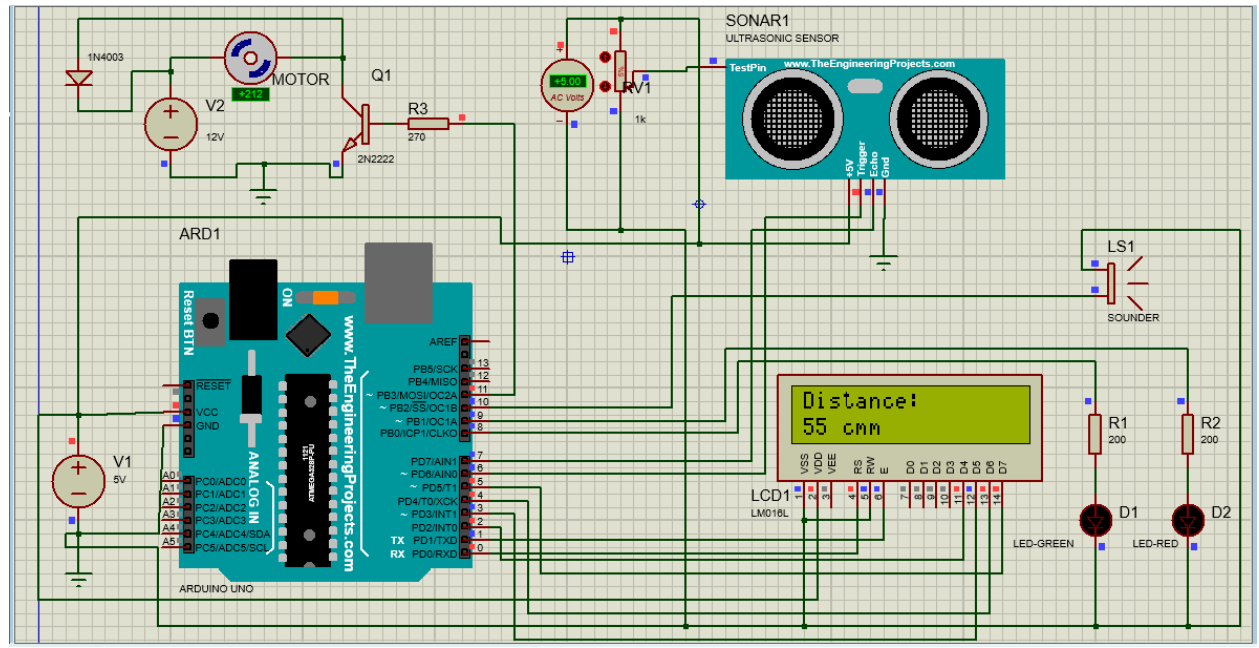 SONAR1
ULTRASONIC SENSOR
1N4003
MOTOR
+212
Q1
V2
12V
R3
270
2N2222
+5.00
AC Volts
RV1
1k
TestPin
www.TheEngineeringProjects.com
+5V
Trigger
Echo
Gnd
ARD1
LS1
SOUNDER
Reset BTN
ON
www.TheEngineeringProjects.com
ANALOG IN
1121
ATMEGA328P-PU
RESET
VCC
GND
A0 PC0/ADC0
A1 PC1/ADC1
A2 PC2/ADC2
A3 PC3/ADC3
A4 PC4/ADC4/SDA
A5 PC5/ADC5/SCL
AREF
PB5/SCK 13
PB4/MISO 12
~ PB3/MOSI/OC2A 11
~ PB2/SS/OC1B 10
~ PB1/OC1A 9
PB0/ICP1/CLKO 8
PD7/AIN1 7
~ PD6/AIN0 6
~ PD5/T1 5
PD4/T0/XCK 4
~ PD3/INT1 3
PD2/INT0 2
TX PD1/TXD 1
RX PD0/RXD 0
ARDUINO UNO
V1
5V
Distance:
55 cmm
VSS VDD VEE RS RW E D0 D1 D2 D3 D4 D5 D6 D7
1 2 3 4 5 6 7 8 9 10 11 12 13 14
LCD1
LM016L
R1
200
R2
200
D1
LED-GREEN
D2
LED-RED